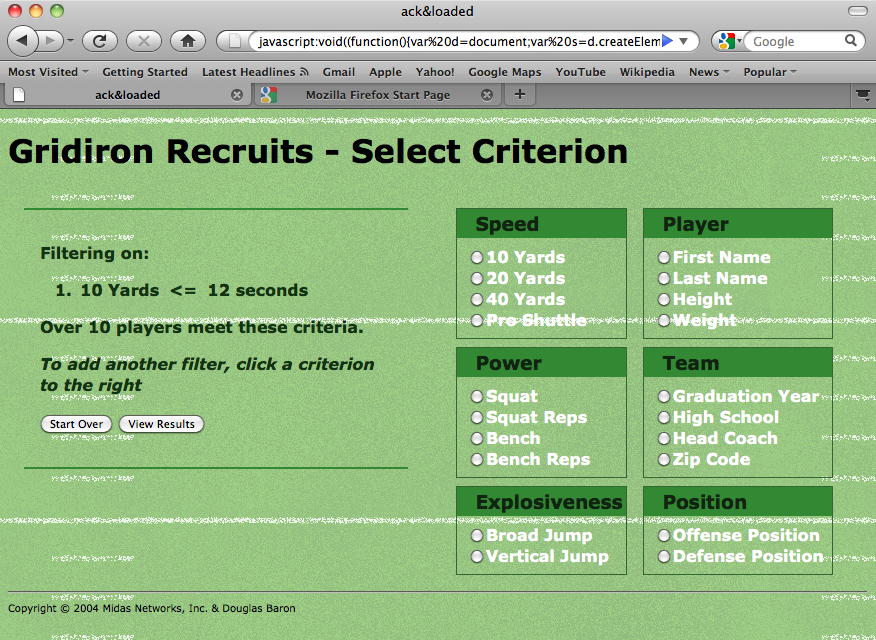 ack&loaded
javascript:void((function(){var%20d=document;var%20s=d.createElem
Google
Most Visited Getting Started Latest Headlines Gmail Apple Yahoo! Google Maps YouTube Wikipedia News Popular
ack&loaded
Mozilla Firefox Start Page
Gridiron Recruits - Select Criterion
Filtering on:
1. 10 Yards <= 12 seconds
Over 10 players meet these criteria.
To add another filter, click a criterion
to the right
Start Over View Results
Speed
10 Yards
20 Yards
40 Yards
Pro Shuttle
Player
First Name
Last Name
Height
Weight
Power
Squat
Squat Reps
Bench
Bench Reps
Team
Graduation Year
High School
Head Coach
Zip Code
Explosiveness
Broad Jump
Vertical Jump
Position
Offense Position
Defense Position
Copyright © 2004 Midas Networks, Inc. & Douglas Baron